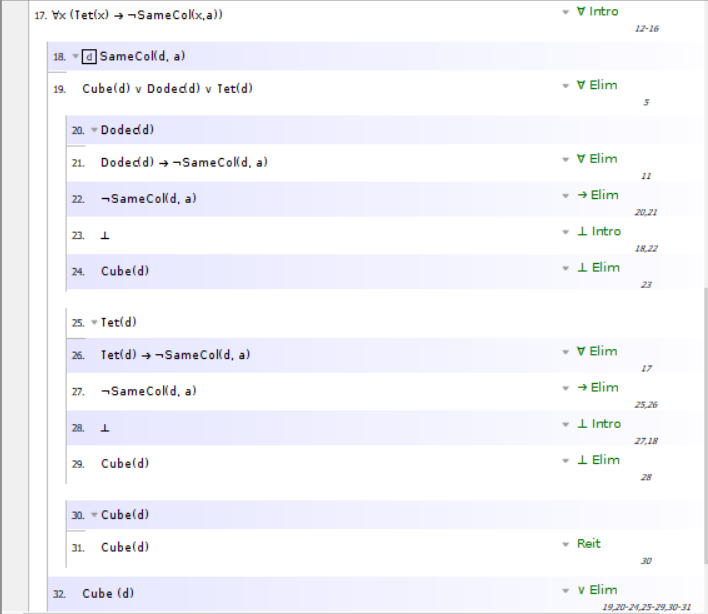 17. ∀x (Tet(x) → ¬SameCol(x,a)) ∀ Intro
12-16
18. d SameCol(d, a)
19. Cube(d) ∨ Dodec(d) ∨ Tet(d) ∀ Elim
5
20. Dodec(d)
21. Dodec(d) → ¬SameCol(d, a) ∀ Elim
11
22. ¬SameCol(d, a) → Elim
20,21
23. ⊥ ⊥ Intro
18,22
24. Cube(d) ⊥ Elim
23
25. Tet(d)
26. Tet(d) → ¬SameCol(d, a) ∀ Elim
17
27. ¬SameCol(d, a) → Elim
25,26
28. ⊥ ⊥ Intro
27,18
29. Cube(d) ⊥ Elim
28
30. Cube(d)
31. Cube(d) Reit
30
32. Cube (d) ∨ Elim
19,20-24,25-29,30-31